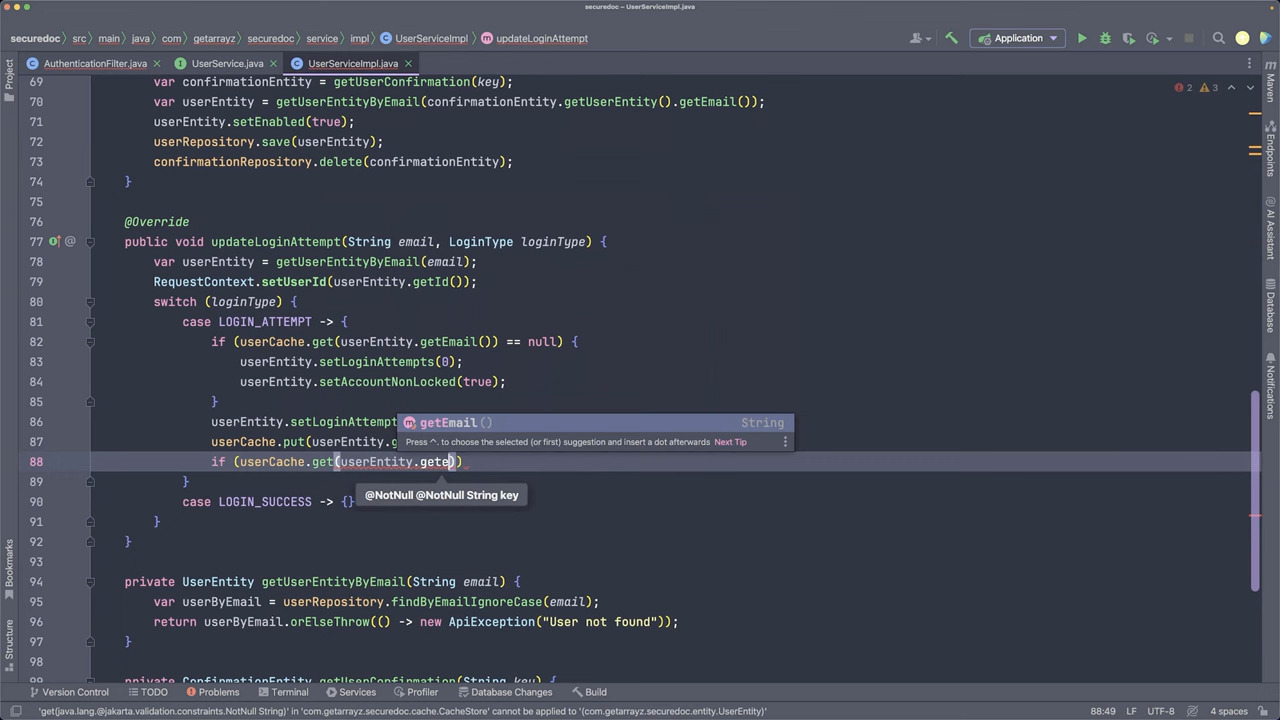 securedoc – UserServiceImpl.java
securedoc src main java com getarrayz securedoc service impl UserServiceImpl updateLoginAttempt Application
AuthenticationFilter.java UserService.java UserServiceImpl.java
69 var confirmationEntity = getUserConfirmation(key);
70 var userEntity = getUserEntityByEmail(confirmationEntity.getUserEntity().getEmail());
71 userEntity.setEnabled(true);
72 userRepository.save(userEntity);
73 confirmationRepository.delete(confirmationEntity);
74 }
75
76 @Override
77 public void updateLoginAttempt(String email, LoginType loginType) {
78 var userEntity = getUserEntityByEmail(email);
79 RequestContext.setUserId(userEntity.getId());
80 switch (loginType) {
81 case LOGIN_ATTEMPT -> {
82 if (userCache.get(userEntity.getEmail()) == null) {
83 userEntity.setLoginAttempts(0);
84 userEntity.setAccountNonLocked(true);
85 }
86 userEntity.setLoginAttempt
getEmail() String
87 userCache.put(userEntity.g
Press ^. to choose the selected (or first) suggestion and insert a dot afterwards Next Tip
88 if (userCache.get(userEntity.gete))
89 }
@NotNull @NotNull String key
90 case LOGIN_SUCCESS -> {}
91 }
92 }
93
94 private UserEntity getUserEntityByEmail(String email) {
95 var userByEmail = userRepository.findByEmailIgnoreCase(email);
96 return userByEmail.orElseThrow(() -> new ApiException("User not found"));
97 }
98
private ConfirmationEntity getUserConfirmation(String key) {
2 3
Project
Bookmarks
Structure
Maven
Endpoints
AI Assistant
Database
Notifications
Version Control TODO Problems Terminal Services Profiler Database Changes Build
'get(java.lang.@jakarta.validation.constraints.NotNull String)' in 'com.getarrayz.securedoc.cache.CacheStore' cannot be applied to '(com.getarrayz.securedoc.entity.UserEntity)' 88:49 LF UTF-8 4 spaces